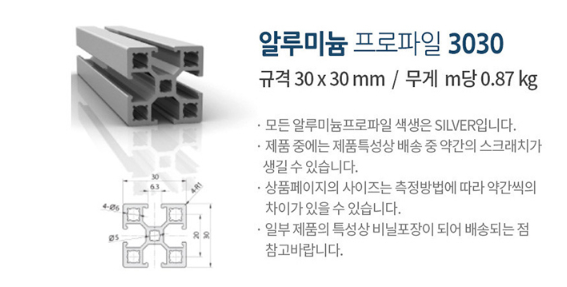 알루미늄 프로파일 3030
규격 30 x 30 mm / 무게 m당 0.87 kg
· 모든 알루미늄프로파일 색생은 SILVER입니다.
· 제품 중에는 제품특성상 배송 중 약간의 스크래치가
생길 수 있습니다.
· 상품페이지의 사이즈는 측정방법에 따라 약간씩의
차이가 있을 수 있습니다.
· 일부 제품의 특성상 비닐포장이 되어 배송되는 점
참고바랍니다.
30
6.3
4-R1
4-Ø6
Ø5
20
30